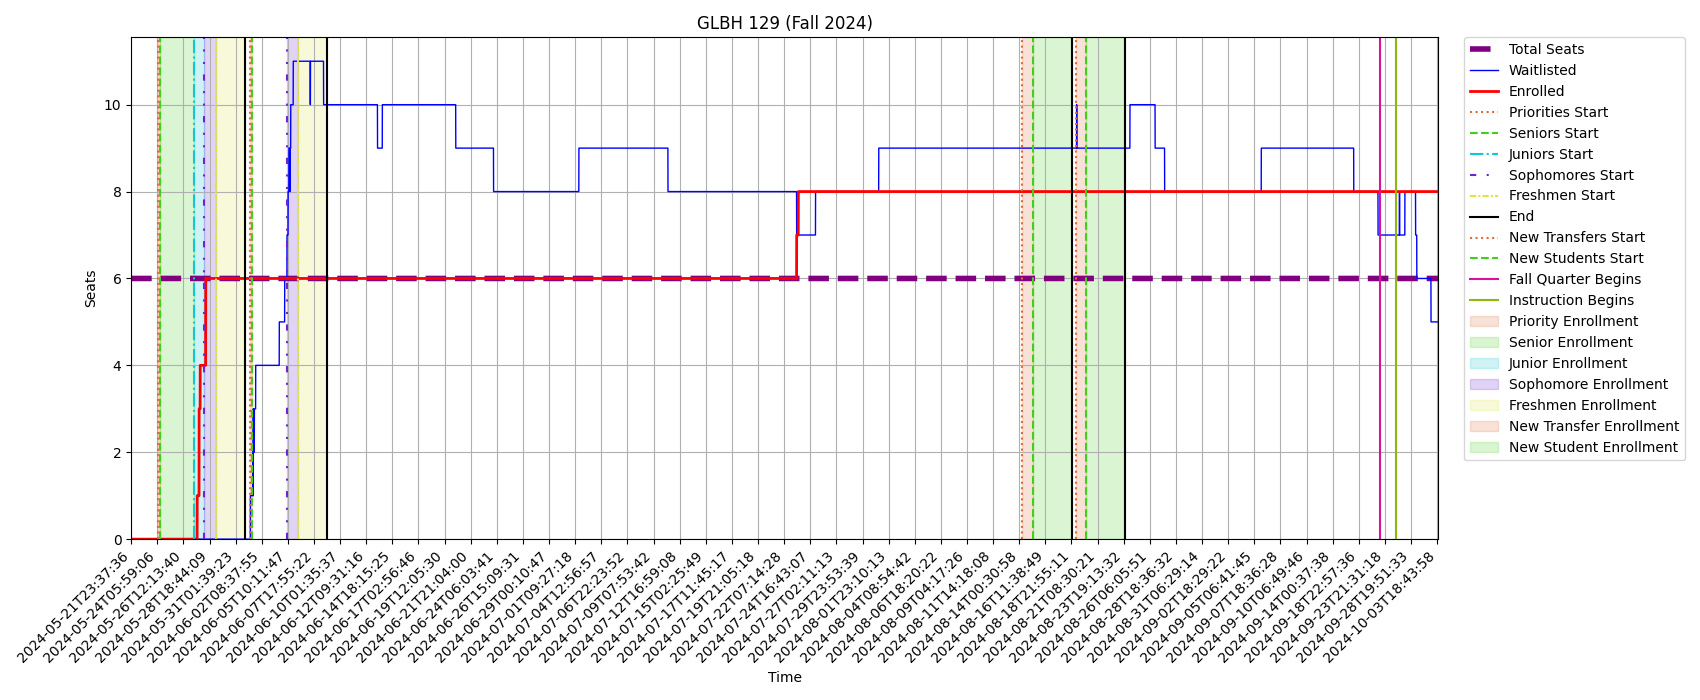 GLBH 129 (Fall 2024)
Seats
10
8
6
4
2
0
2024-05-21T23:37:36
2024-05-24T05:59:06
2024-05-26T12:13:40
2024-05-28T18:44:09
2024-05-31T01:39:23
2024-06-02T08:37:55
2024-06-05T10:11:47
2024-06-07T17:55:22
2024-06-10T01:35:37
2024-06-12T09:31:16
2024-06-14T18:15:25
2024-06-17T02:56:46
2024-06-19T12:05:30
2024-06-21T21:04:00
2024-06-24T06:03:41
2024-06-26T15:09:31
2024-06-29T00:10:47
2024-07-01T09:27:18
2024-07-04T12:56:57
2024-07-06T22:23:52
2024-07-09T07:53:42
2024-07-12T16:59:08
2024-07-15T02:25:49
2024-07-17T11:45:17
2024-07-19T21:05:18
2024-07-22T07:14:28
2024-07-24T16:43:07
2024-07-27T02:11:13
2024-07-29T23:53:39
2024-08-01T23:10:13
2024-08-04T08:54:42
2024-08-06T18:20:22
2024-08-09T04:17:26
2024-08-11T14:18:08
2024-08-14T00:30:58
2024-08-16T11:38:49
2024-08-18T21:55:11
2024-08-21T08:30:21
2024-08-23T19:13:32
2024-08-26T06:05:51
2024-08-28T18:36:32
2024-08-31T06:29:14
2024-09-02T18:29:22
2024-09-05T06:41:45
2024-09-07T18:36:28
2024-09-10T06:49:46
2024-09-14T00:37:38
2024-09-18T22:57:36
2024-09-23T21:31:18
2024-09-28T19:51:33
2024-10-03T18:43:58
Time
Total Seats
Waitlisted
Enrolled
Priorities Start
Seniors Start
Juniors Start
Sophomores Start
Freshmen Start
End
New Transfers Start
New Students Start
Fall Quarter Begins
Instruction Begins
Priority Enrollment
Senior Enrollment
Junior Enrollment
Sophomore Enrollment
Freshmen Enrollment
New Transfer Enrollment
New Student Enrollment